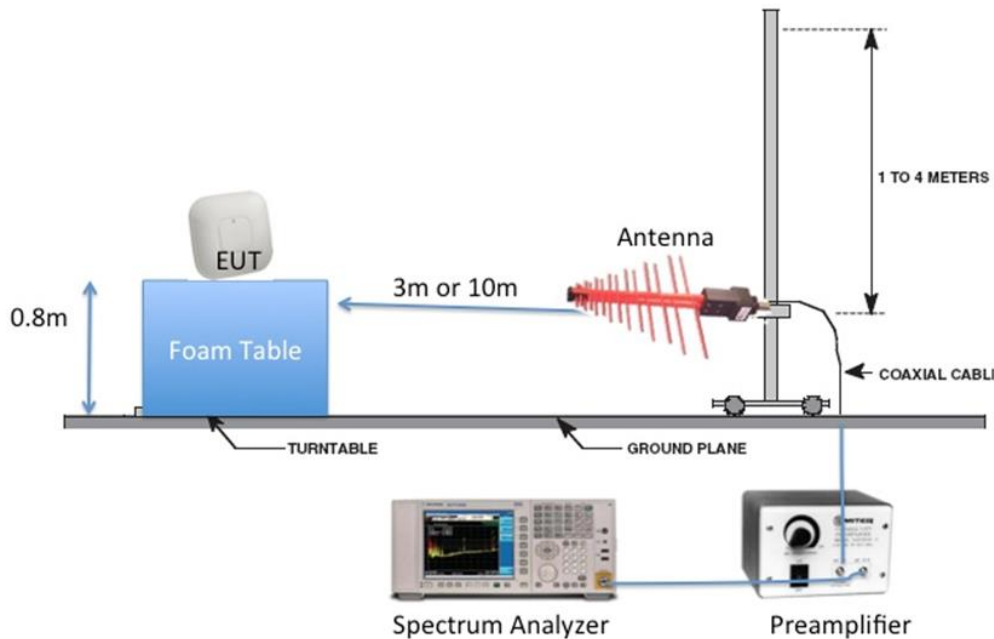 1 TO 4 METERS
Antenna
EUT
3m or 10m
0.8m
Foam Table
COAXIAL CABL
TURNTABLE
GROUND PLANE
MITEQ
Spectrum Analyzer
Preamplifier